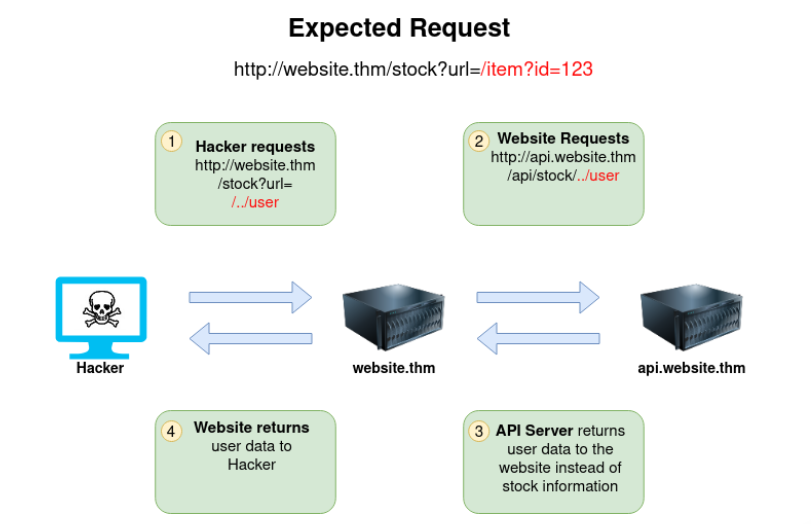 Expected Request
http://website.thm/stock?url=/item?id=123
1
Hacker requests
http://website.thm
/stock?url=
/../user
2
Website Requests
http://api.website.thm
/api/stock/../user
Hacker
website.thm
api.website.thm
4
Website returns
user data to
Hacker
3
API Server returns
user data to the
website instead of
stock information